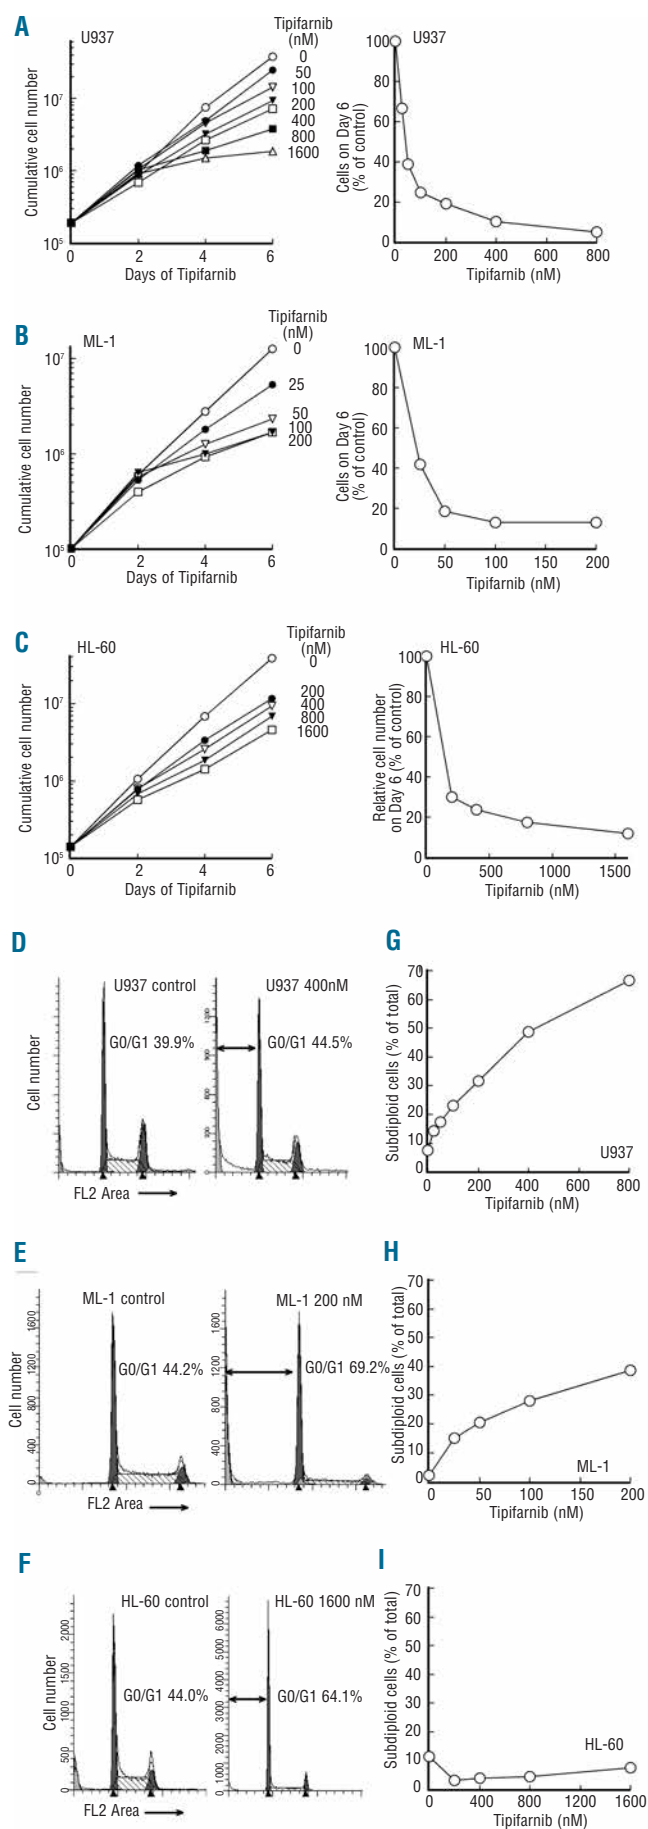 A
U937
Tipifarnib
(nM)
0
50
100
200
400
800
1600
10⁷
10⁶
10⁵
Cumulative cell number
0 2 4 6
Days of Tipifarnib
U937
100
80
60
40
20
0
Cells on Day 6
(% of control)
0 200 400 600 800
Tipifarnib (nM)
B
ML-1
Tipifarnib
(nM)
0
25
50
100
200
10⁷
10⁶
10⁵
Cumulative cell number
0 2 4 6
Days of Tipifarnib
ML-1
100
80
60
40
20
0
Cells on Day 6
(% of control)
0 50 100 150 200
Tipifarnib (nM)
C
HL-60
Tipifarnib
(nM)
0
200
400
800
1600
10⁷
10⁶
10⁵
Cumulative cell number
0 2 4 6
Days of Tipifarnib
HL-60
100
80
60
40
20
0
Relative cell number
on Day 6 (% of control)
0 500 1000 1500
Tipifarnib (nM)
D
U937 control
G0/G1 39.9%
Cell number
FL2 Area
U937 400nM
G0/G1 44.5%
G
70
60
50
40
30
20
10
0
Subdiploid cells (% of total)
U937
0 200 400 600 800
Tipifarnib (nM)
E
ML-1 control
G0/G1 44.2%
1600
1200
800
400
0
Cell number
FL2 Area
ML-1 200 nM
G0/G1 69.2%
1600
1200
800
400
0
H
70
60
50
40
30
20
10
0
Subdiploid cells (% of total)
ML-1
0 50 100 150 200
Tipifarnib (nM)
F
HL-60 control
G0/G1 44.0%
2000
1500
1000
500
0
Cell number
FL2 Area
HL-60 1600 nM
G0/G1 64.1%
6000
5000
4000
3000
2000
1000
0
I
70
60
50
40
30
20
10
0
Subdiploid cells (% of total)
HL-60
0 400 800 1200 1600
Tipifarnib (nM)